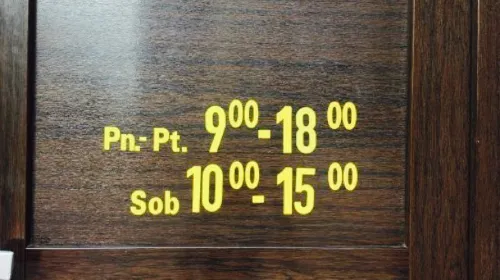 Pn.- Pt. 9⁰⁰-18⁰⁰
Sob 10⁰⁰-15⁰⁰